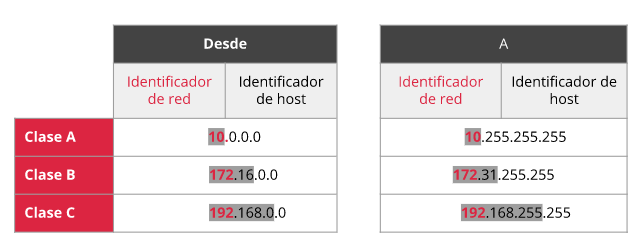 Desde
A
Identificador
de red
Identificador
de host
Identificador
de red
Identificador de
host
Clase A
10.0.0.0
10.255.255.255
Clase B
172.16.0.0
172.31.255.255
Clase C
192.168.0.0
192.168.255.255